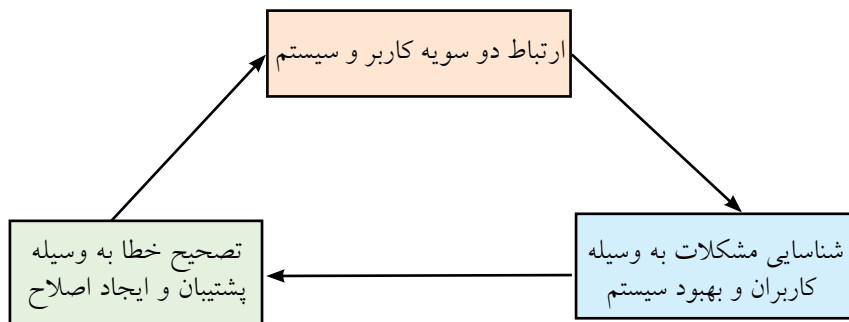 ارتباط دو سویه کاربر و سیستم
شناسایی مشکلات به وسیله
کاربران و بهبود سیستم
تصحیح خطا به وسیله
پشتیبان و ایجاد اصلاح